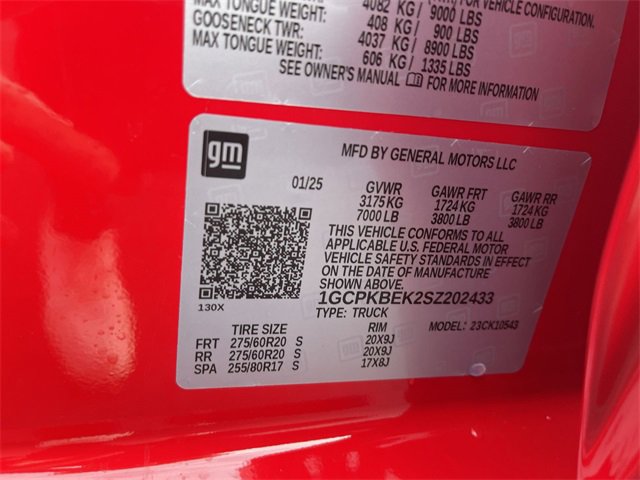 MAX TONGUE WEIGHT: 4082 KG / 9000 LBS FOR VEHICLE CONFIGURATION.
GOOSENECK TWR: 408 KG / 900 LBS
MAX TONGUE WEIGHT: 4037 KG / 8900 LBS
606 KG / 1335 LBS
SEE OWNER'S MANUAL FOR MORE INFORMATION
gm
MFD BY GENERAL MOTORS LLC
01/25 GVWR GAWR FRT GAWR RR
3175 KG 1724 KG 1724 KG
7000 LB 3800 LB 3800 LB
THIS VEHICLE CONFORMS TO ALL
APPLICABLE U.S. FEDERAL MOTOR
VEHICLE SAFETY STANDARDS IN EFFECT
ON THE DATE OF MANUFACTURE
SHOWN ABOVE.
1GCPKBEK2SZ202433
130X
TYPE: TRUCK MODEL: 23CK10543
TIRE SIZE RIM
FRT 275/60R20 S 20X9J
RR 275/60R20 S 20X9J
SPA 255/80R17 S 17X8J